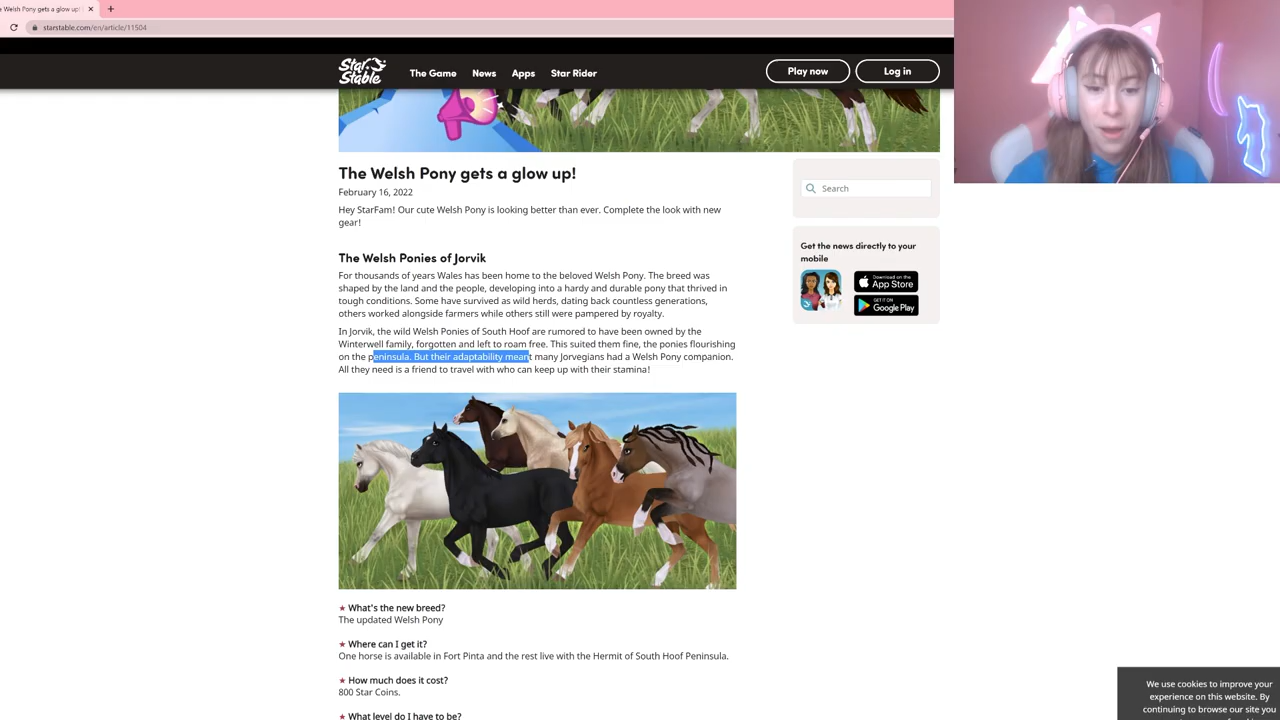 e Welsh Pony gets a glow up!
starstable.com/en/article/11504
Star Stable
The Game News Apps Star Rider Play now Log in
The Welsh Pony gets a glow up!
February 16, 2022
Hey StarFam! Our cute Welsh Pony is looking better than ever. Complete the look with new
gear!
The Welsh Ponies of Jorvik
For thousands of years Wales has been home to the beloved Welsh Pony. The breed was
shaped by the land and the people, developing into a hardy and durable pony that thrived in
tough conditions. Some have survived as wild herds, dating back countless generations,
others worked alongside farmers while others still were pampered by royalty.
In Jorvik, the wild Welsh Ponies of South Hoof are rumored to have been owned by the
Winterwell family, forgotten and left to roam free. This suited them fine, the ponies flourishing
on the peninsula. But their adaptability meant many Jorvegians had a Welsh Pony companion.
All they need is a friend to travel with who can keep up with their stamina!
★ What's the new breed?
The updated Welsh Pony
★ Where can I get it?
One horse is available in Fort Pinta and the rest live with the Hermit of South Hoof Peninsula.
★ How much does it cost?
800 Star Coins.
★ What level do I have to be?
Search
Get the news directly to your
mobile
Download on the
App Store
GET IT ON
Google Play
We use cookies to improve your
experience on this website. By
continuing to browse our site you